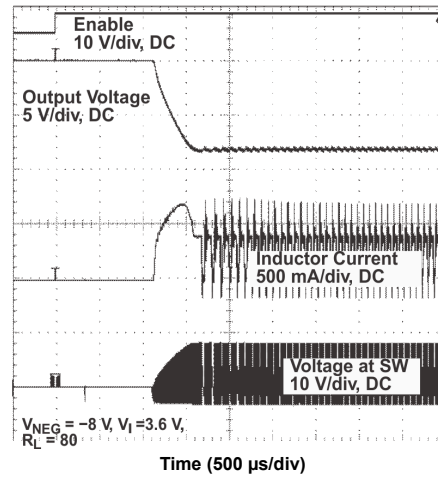 Enable
10 V/div, DC
Output Voltage
5 V/div, DC
Inductor Current
500 mA/div, DC
Voltage at SW
10 V/div, DC
V_NEG = −8 V, V_I =3.6 V,
R_L = 80
Time (500 µs/div)